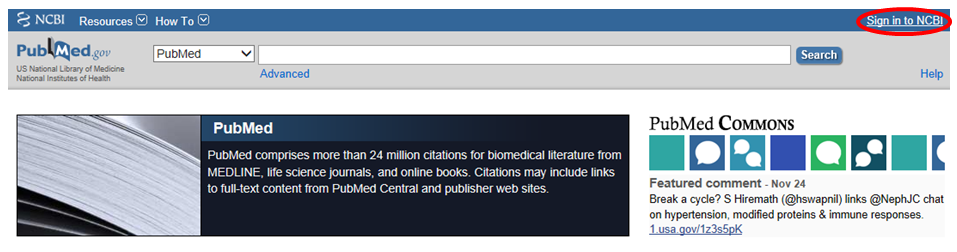 NCBI Resources How To Sign in to NCBI
PubMed.gov
US National Library of Medicine
National Institutes of Health
PubMed
Search
Advanced
Help
PubMed
PubMed comprises more than 24 million citations for biomedical literature from
MEDLINE, life science journals, and online books. Citations may include links
to full-text content from PubMed Central and publisher web sites.
PubMed Commons
Featured comment - Nov 24
Break a cycle? S Hiremath (@hswapnil) links @NephJC chat
on hypertension, modified proteins & immune responses.
1.usa.gov/1z3s5pK